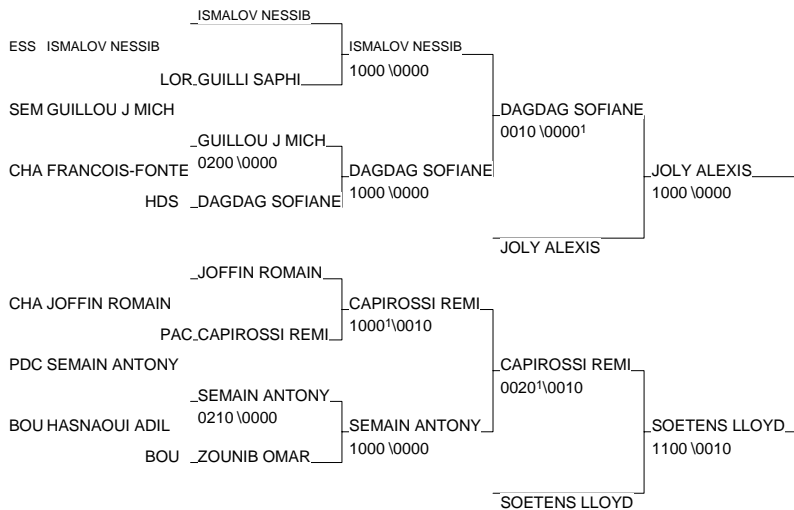 ISMALOV NESSIB
ESS ISMALOV NESSIB
ISMALOV NESSIB
1000 \0000
LOR GUILLI SAPHI
SEM GUILLOU J MICH
DAGDAG SOFIANE
0010 \0000¹
GUILLOU J MICH
0200 \0000
CHA FRANCOIS-FONTE
DAGDAG SOFIANE
1000 \0000
JOLY ALEXIS
1000 \0000
HDS DAGDAG SOFIANE
JOLY ALEXIS
JOFFIN ROMAIN
CHA JOFFIN ROMAIN
CAPIROSSI REMI
1000¹\0010
PAC CAPIROSSI REMI
PDC SEMAIN ANTONY
CAPIROSSI REMI
0020¹\0010
SEMAIN ANTONY
0210 \0000
BOU HASNAOUI ADIL
SEMAIN ANTONY
1000 \0000
SOETENS LLOYD
1100 \0010
BOU ZOUNIB OMAR
SOETENS LLOYD